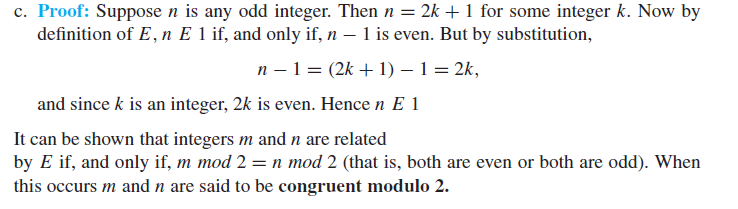 c. Proof: Suppose n is any odd integer. Then n = 2k + 1 for some integer k. Now by
definition of E, n E 1 if, and only if, n − 1 is even. But by substitution,
n − 1 = (2k + 1) − 1 = 2k,
and since k is an integer, 2k is even. Hence n E 1
It can be shown that integers m and n are related
by E if, and only if, m mod 2 = n mod 2 (that is, both are even or both are odd). When
this occurs m and n are said to be congruent modulo 2.